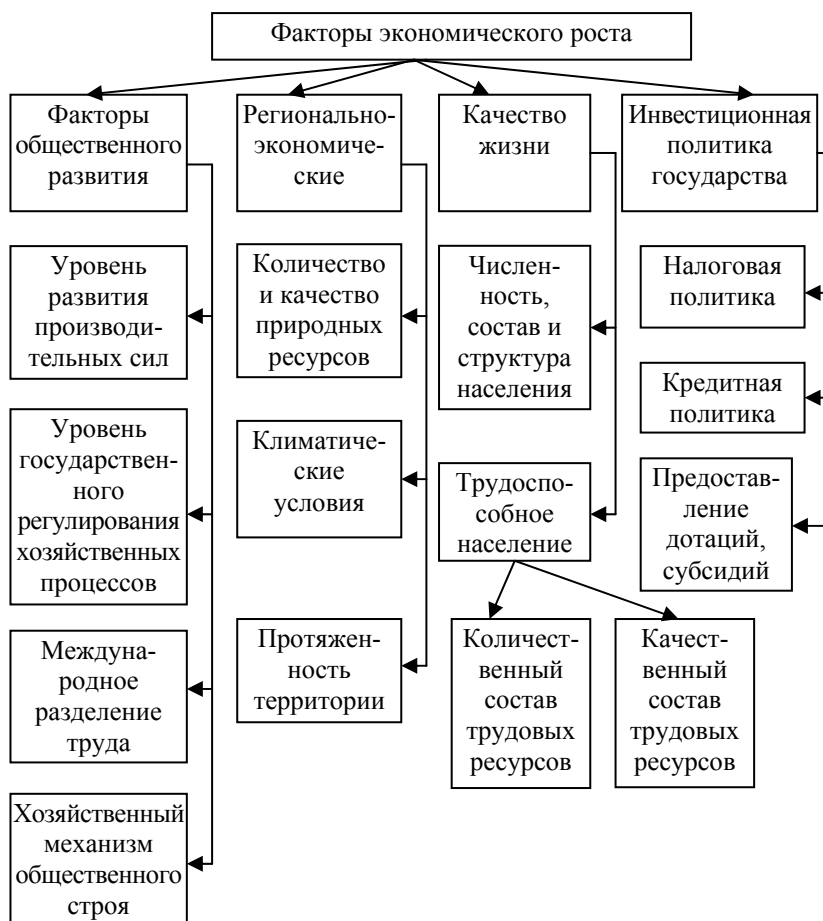 Факторы экономического роста
Факторы
общественного
развития
Регионально-
экономиче-
ские
Качество
жизни
Инвестиционная
политика
государства
Уровень
развития
производи-
тельных сил
Количество
и качество
природных
ресурсов
Числен-
ность,
состав и
структура
населения
Налоговая
политика
Кредитная
политика
Уровень
государствен-
ного
регулирования
хозяйственных
процессов
Климатиче-
ские
условия
Трудоспо-
собное
население
Предостав-
ление
дотаций,
субсидий
Междуна-
родное
разделение
труда
Протяжен-
ность
территории
Количест-
венный
состав
трудовых
ресурсов
Качест-
венный
состав
трудовых
ресурсов
Хозяйственный
механизм
общественного
строя